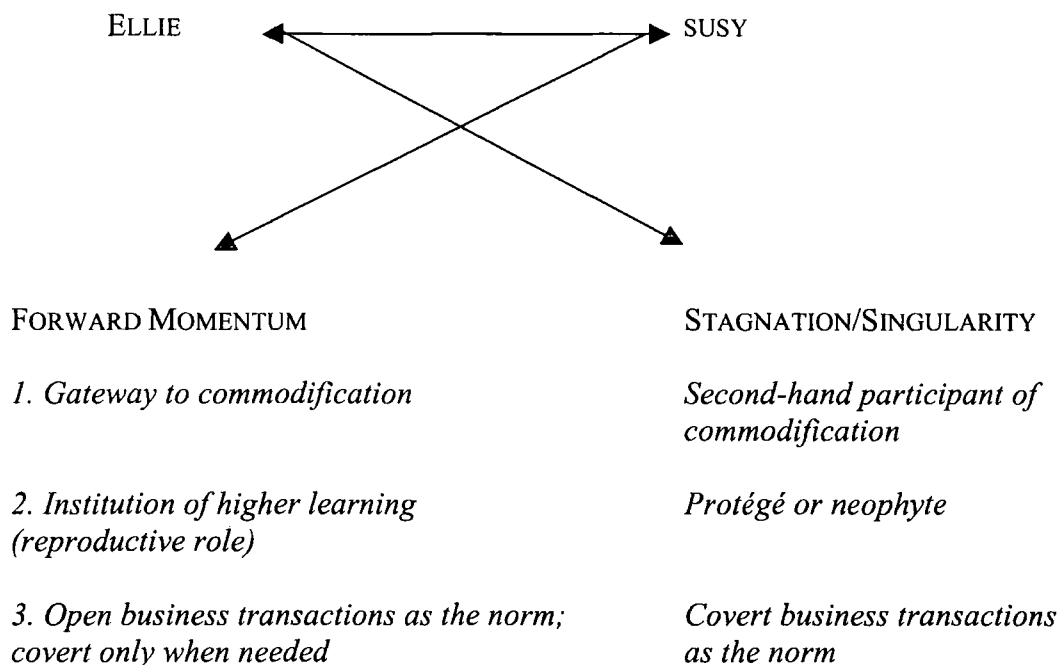 ELLIE SUSY
FORWARD MOMENTUM STAGNATION/SINGULARITY
1. Gateway to commodification Second-hand participant of
commodification
2. Institution of higher learning Protégé or neophyte
(reproductive role)
3. Open business transactions as the norm; Covert business transactions
covert only when needed as the norm